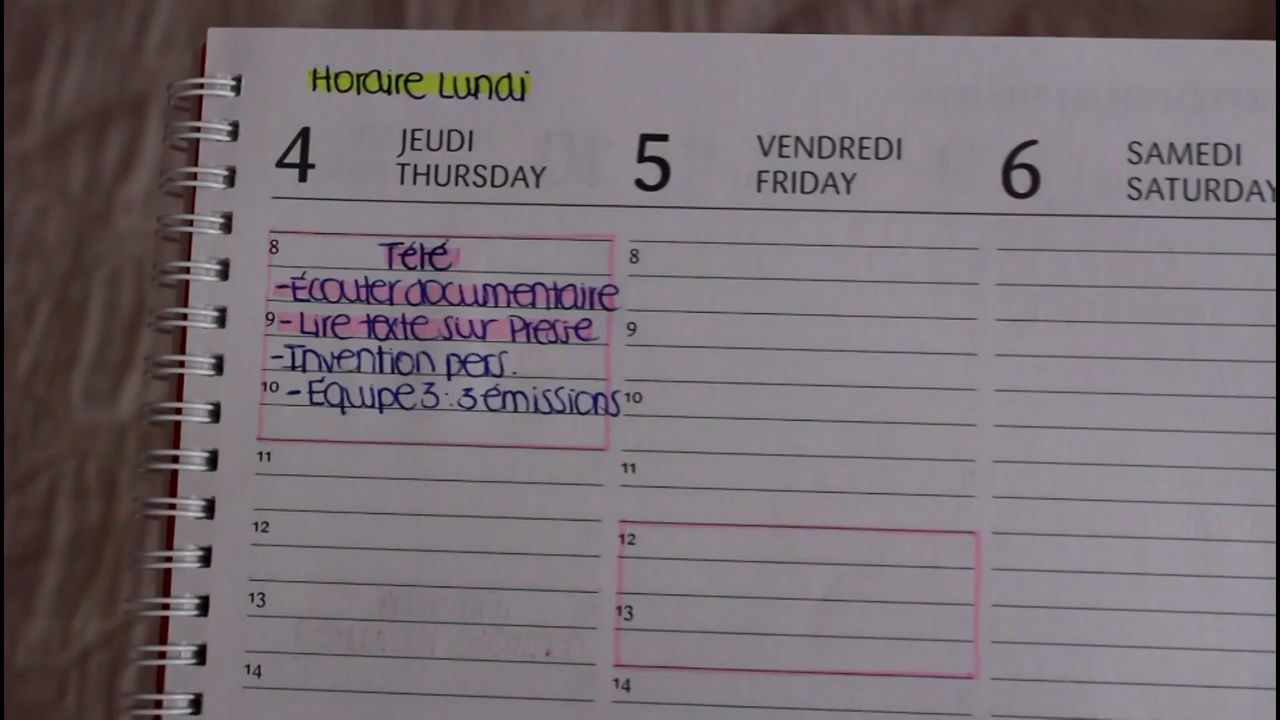 Horaire Lundi
4 JEUDI
THURSDAY
5 VENDREDI
FRIDAY
6 SAMEDI
SATURDAY
8 Télé
-Écouter documentaire
9 - Lire texte sur Presse
-Invention pers.
10 - Équipe 3 : 3 émissions
11
12
13
14
8
9
10
11
12
13
14